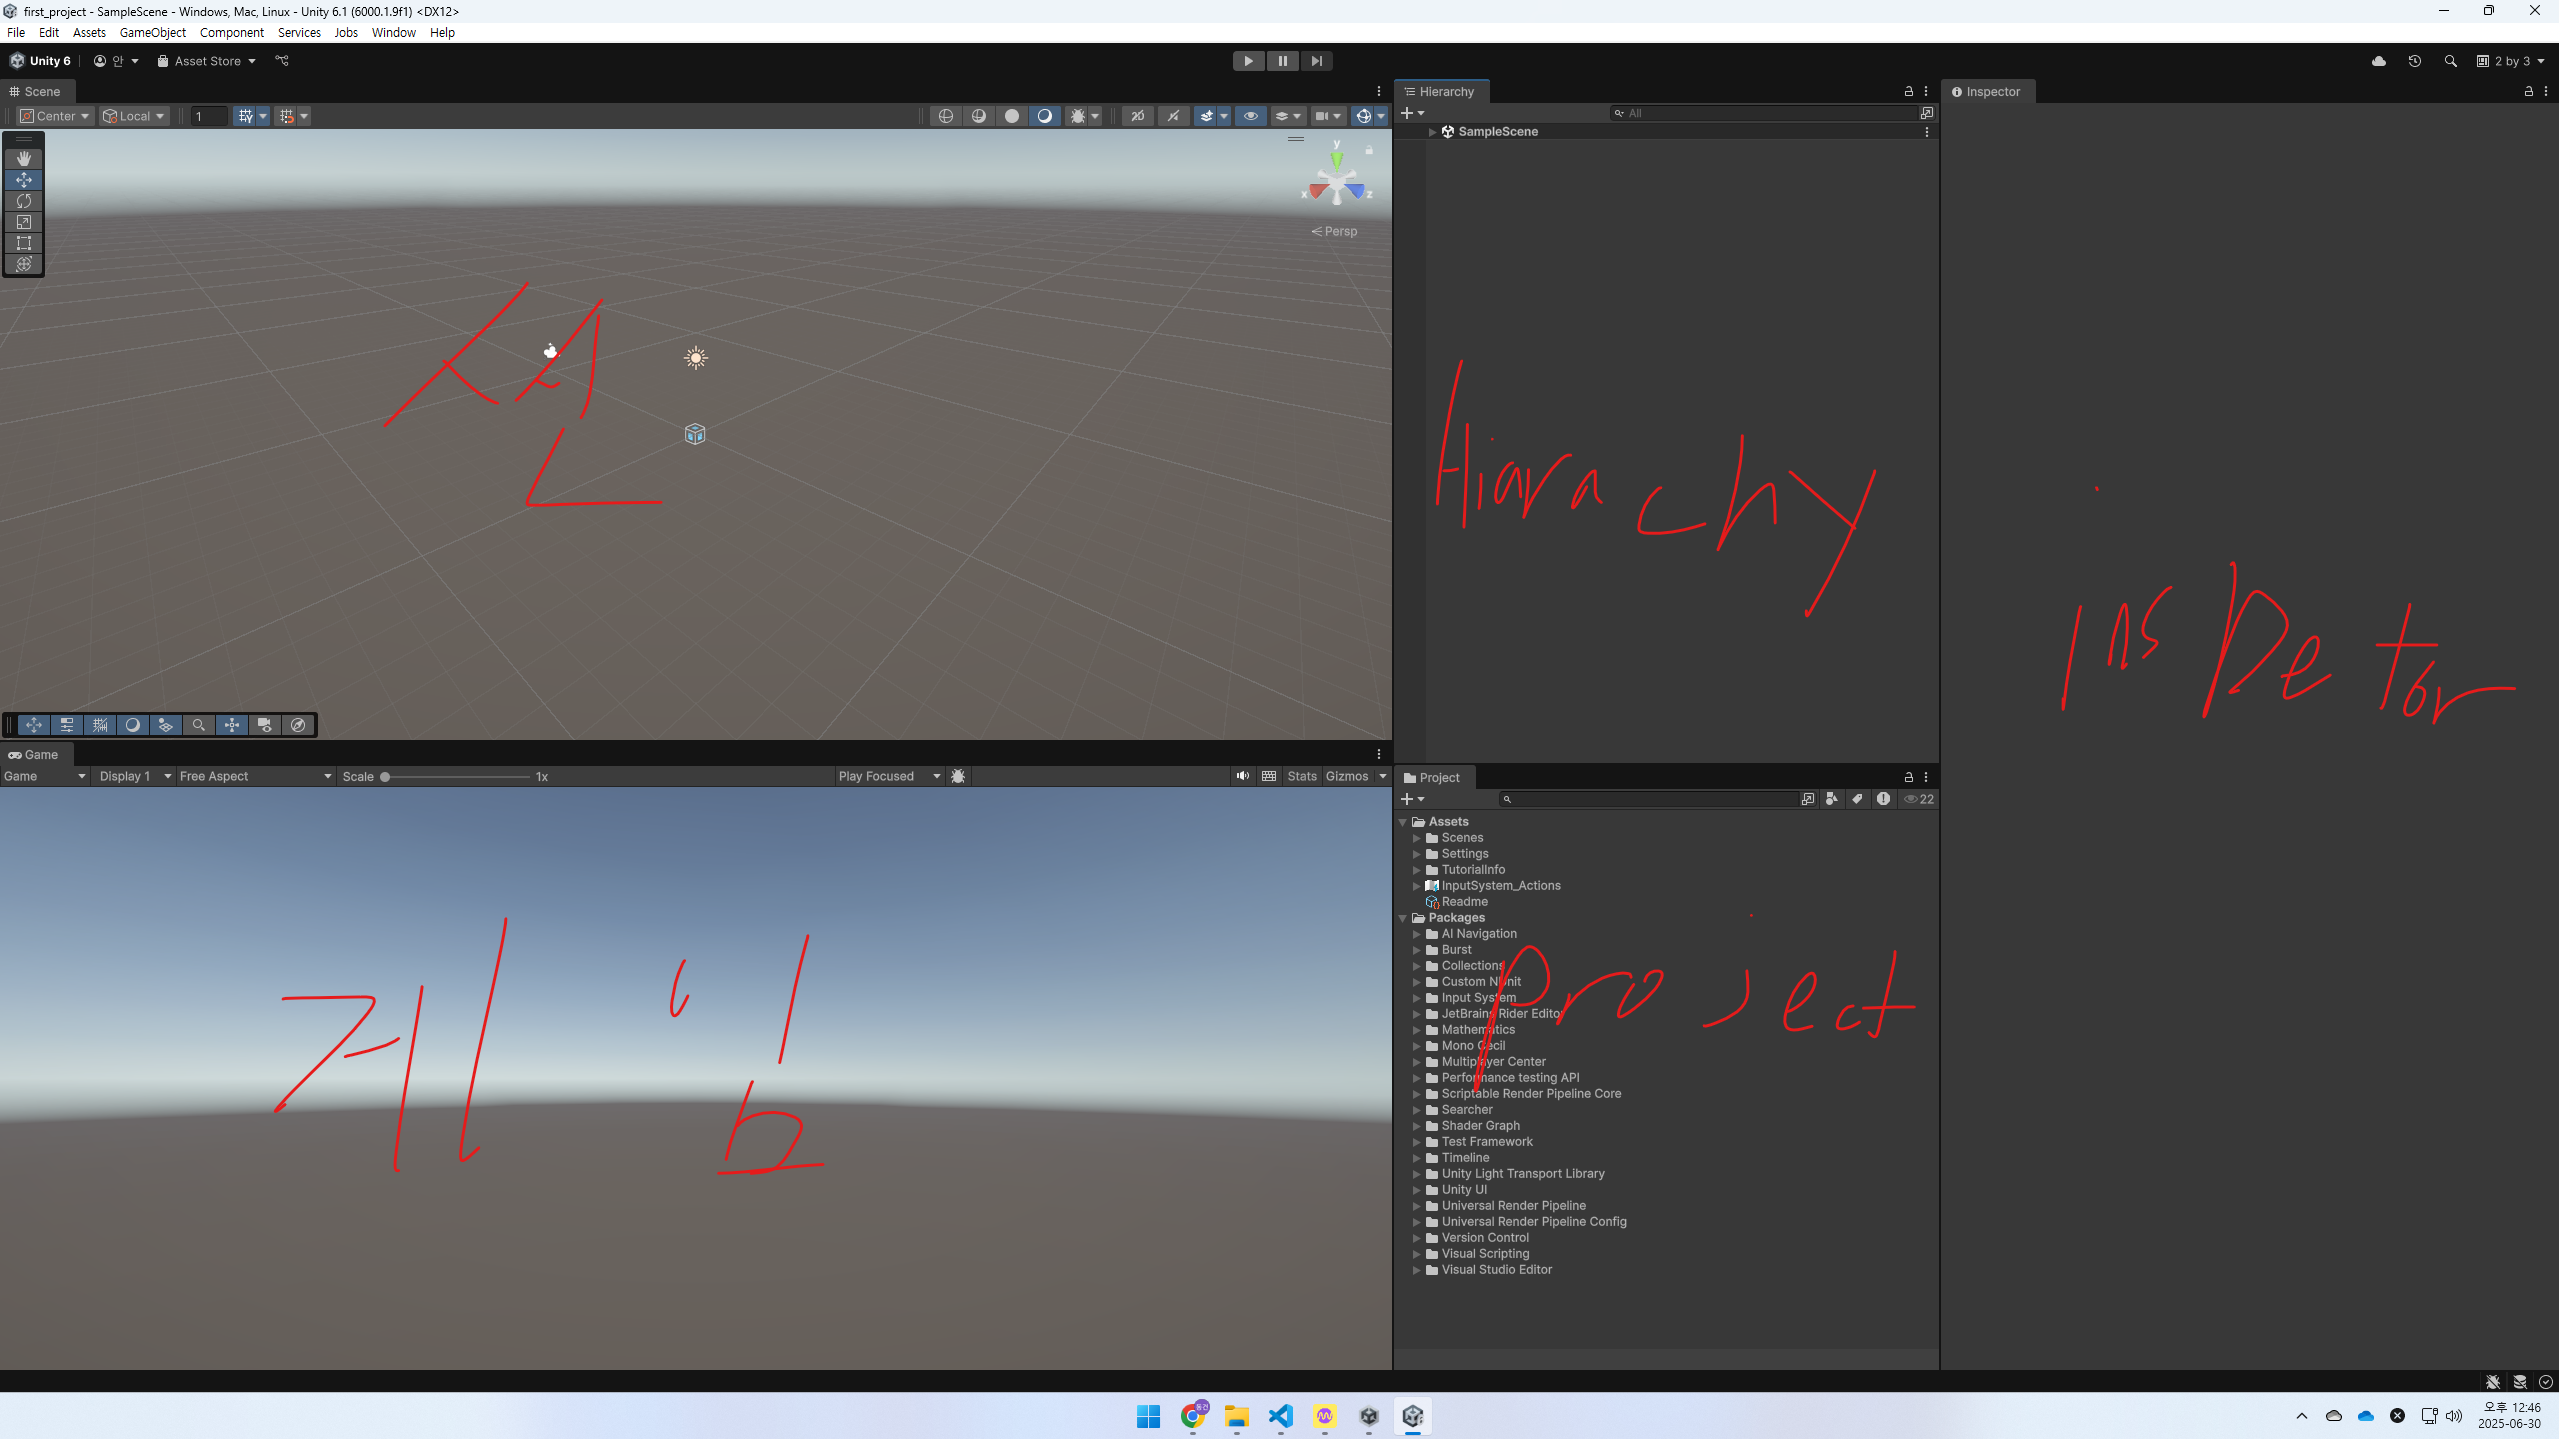 first_project - SampleScene - Windows, Mac, Linux - Unity 6.1 (6000.1.9f1) <DX12>
File Edit Assets GameObject Component Services Jobs Window Help
Unity 6 안 Asset Store 2 by 3
Scene
Center Local 1 2D
y
x z
Persp
씬
Game
Game Display 1 Free Aspect Scale 1x Play Focused Stats Gizmos
게임
Hierarchy
All
SampleScene
Hiarachy
Project
22
Assets
Scenes
Settings
TutorialInfo
InputSystem_Actions
Readme
Packages
AI Navigation
Burst
Collections
Custom NUnit
Input System
JetBrains Rider Editor
Mathematics
Mono Cecil
Multiplayer Center
Performance testing API
Scriptable Render Pipeline Core
Searcher
Shader Graph
Test Framework
Timeline
Unity Light Transport Library
Unity UI
Universal Render Pipeline
Universal Render Pipeline Config
Version Control
Visual Scripting
Visual Studio Editor
Project
Inspector
inspetor
동건
오후 12:46
2025-06-30